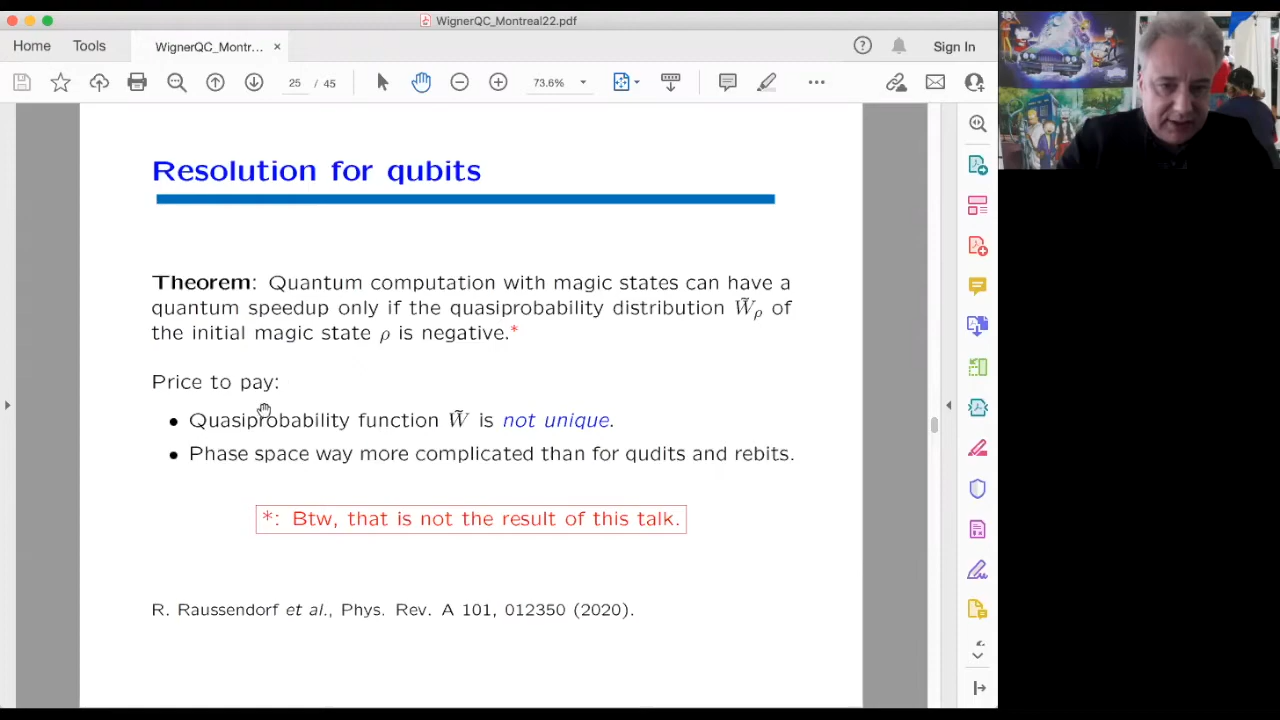 WignerQC_Montreal22.pdf
Home
Tools
WignerQC_Montr...
×
Sign In
25 / 45
73.6%
Resolution for qubits
Theorem: Quantum computation with magic states can have a
quantum speedup only if the quasiprobability distribution W̃ρ of
the initial magic state ρ is negative.*
Price to pay:
• Quasiprobability function W̃ is not unique.
• Phase space way more complicated than for qudits and rebits.
*: Btw, that is not the result of this talk.
R. Raussendorf et al., Phys. Rev. A 101, 012350 (2020).